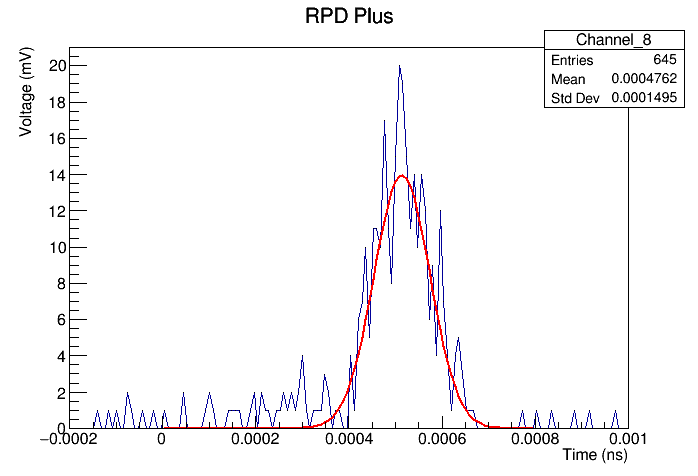 RPD Plus
Channel_8
Entries 645
Mean 0.0004762
Std Dev 0.0001495
Voltage (mV)
20
18
16
14
12
10
8
6
4
2
0
−0.0002 0 0.0002 0.0004 0.0006 0.0008 0.001
Time (ns)